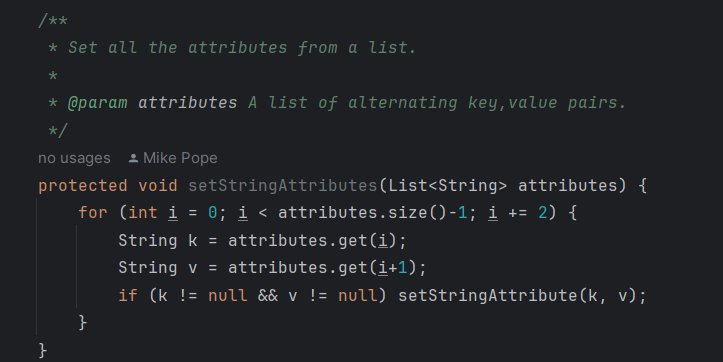 /**
 * Set all the attributes from a list.
 *
 * @param attributes A list of alternating key,value pairs.
 */
no usages   Mike Pope
protected void setStringAttributes(List<String> attributes) {
    for (int i = 0; i < attributes.size()-1; i += 2) {
        String k = attributes.get(i);
        String v = attributes.get(i+1);
        if (k != null && v != null) setStringAttribute(k, v);
    }
}